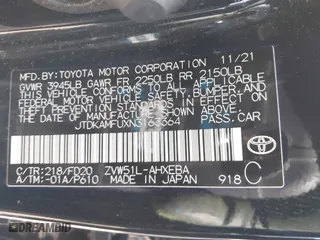 MFD. BY: TOYOTA MOTOR CORPORATION 11/21
GVWR 3945LB GAWR FR 2250LB RR 2150LB
THIS VEHICLE CONFORMS TO ALL APPLICABLE
FEDERAL MOTOR VEHICLE SAFETY, BUMPER, AND
THEFT PREVENTION STANDARDS IN EFFECT ON
THE DATE OF MANUFACTURE SHOWN ABOVE.
PASS.CAR
C/TR:218/FD20 ZVW51L-AHXEBA
A/TM:-01A/P610 MADE IN JAPAN 918 C
TOYOTA